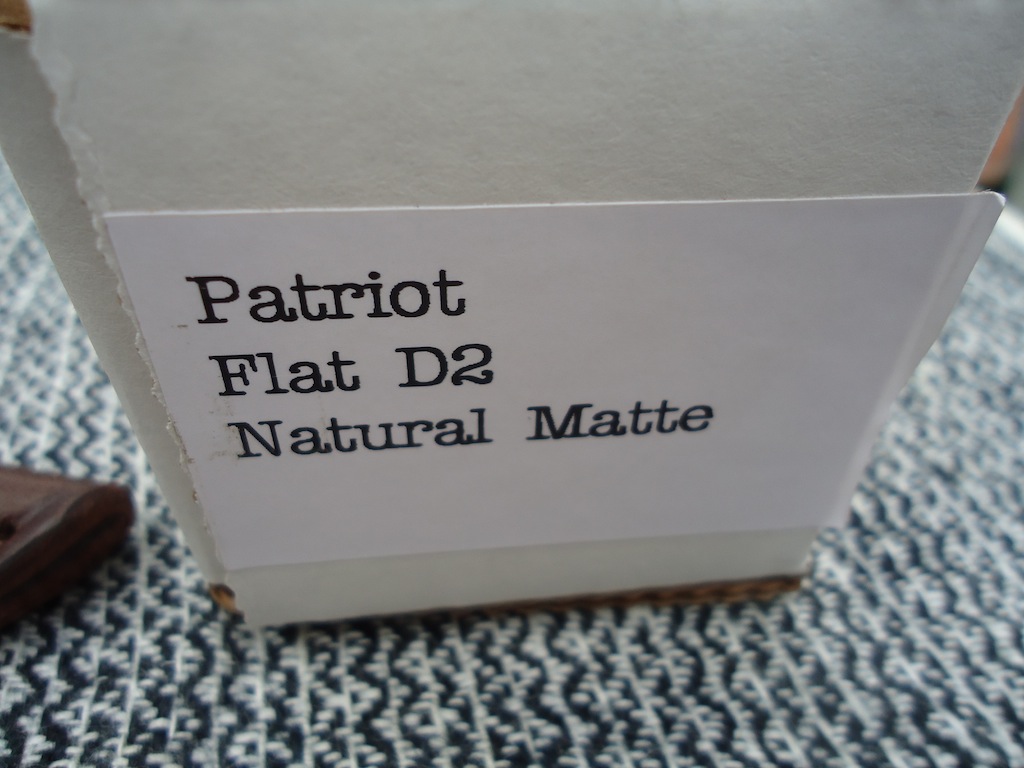 Patriot
Flat D2
Natural Matte